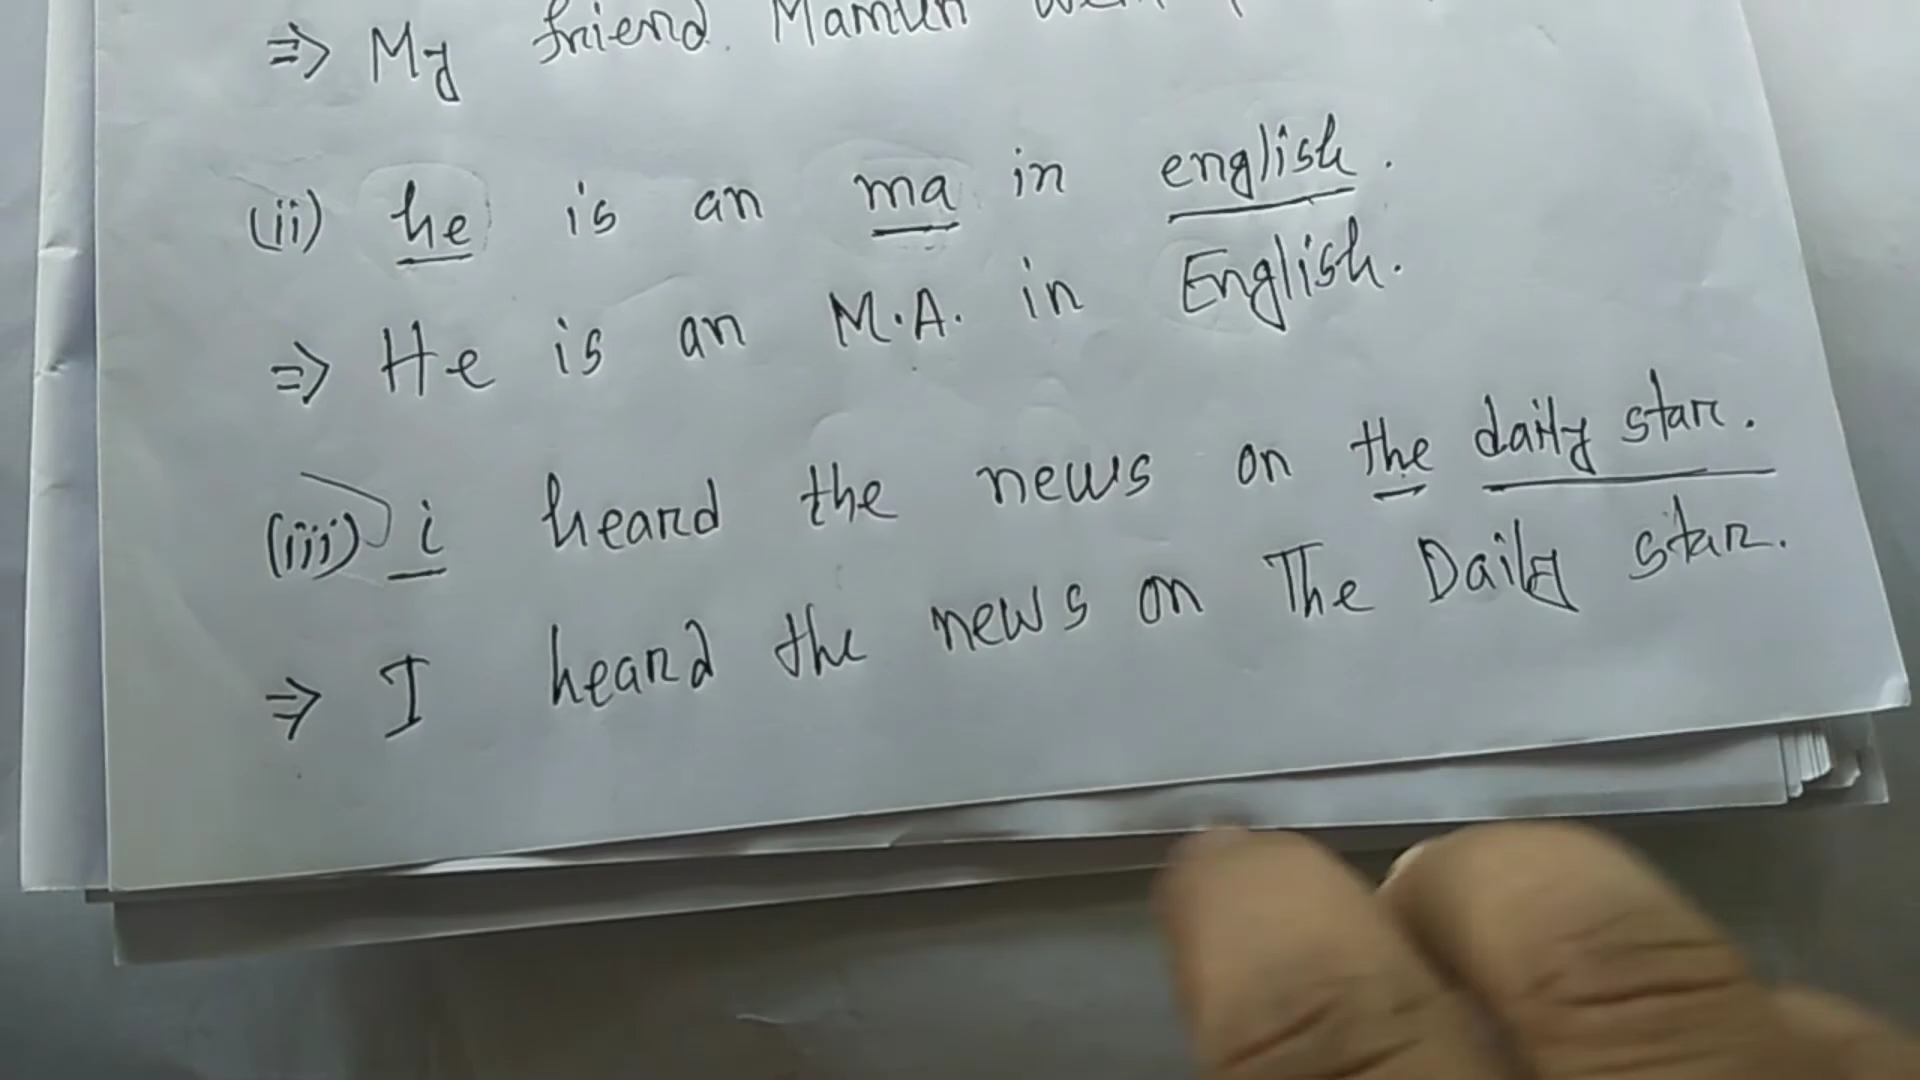 ⇒ My friend Mamun
(ii) he is an ma in english.
⇒ He is an M.A. in English.
(iii) i heard the news on the daily star.
⇒ I heard the news on The Daily star.